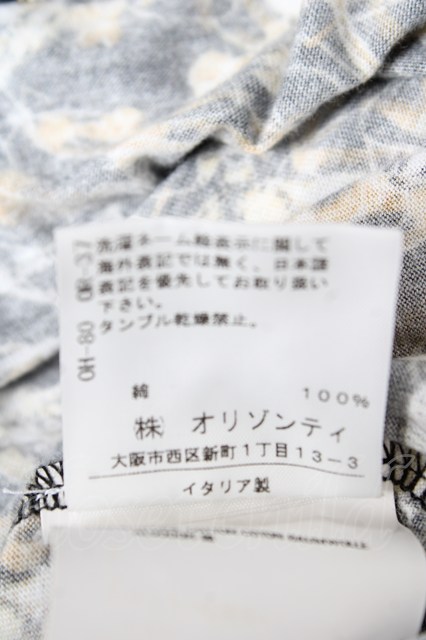 洗濯ネーム絵表示に関して
海外表記では無く、日本語
表記を優先してお取り扱い
下さい。
タンブル乾燥禁止。
綿 100%
㈱ オリゾンティ
大阪市西区新町1丁目13-3
イタリア製